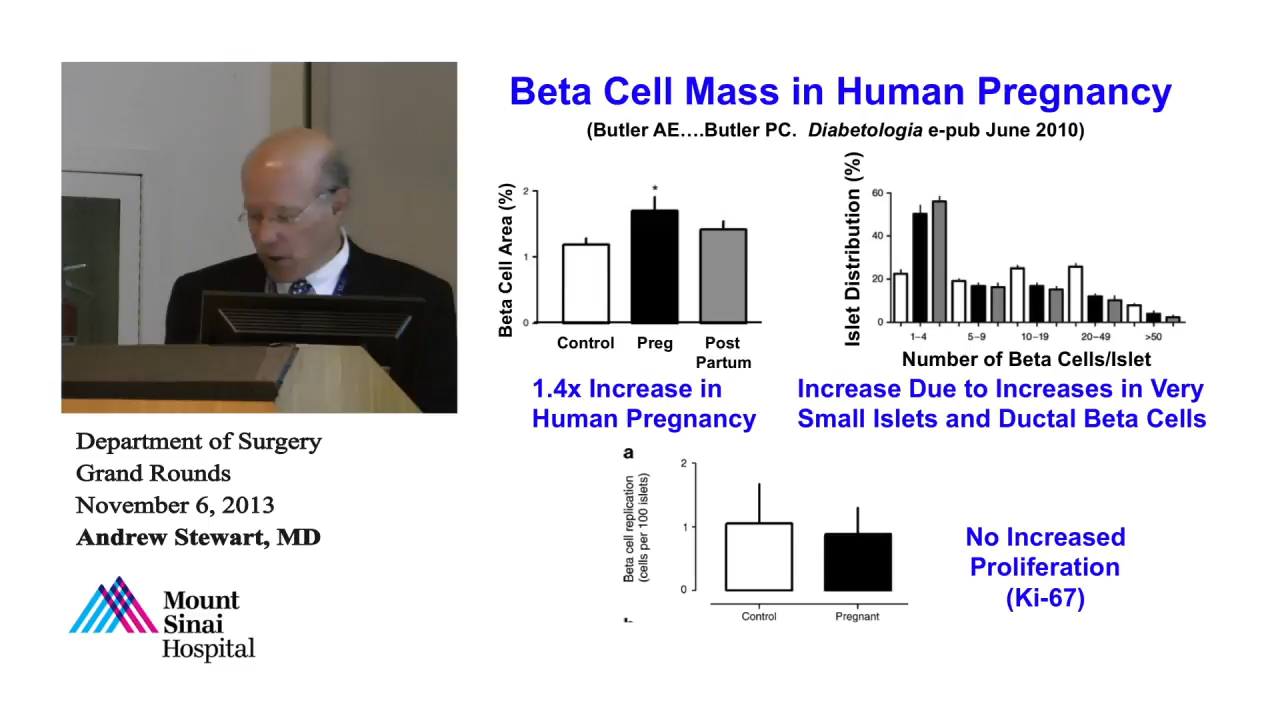 Beta Cell Mass in Human Pregnancy
(Butler AE….Butler PC. Diabetologia e-pub June 2010)
Beta Cell Area (%)
2
1
0
*
Control
Preg
Post
Partum
1.4x Increase in
Human Pregnancy
Islet Distribution (%)
60
40
20
0
1–4
5–9
10–19
20–49
>50
Number of Beta Cells/Islet
Increase Due to Increases in Very
Small Islets and Ductal Beta Cells
a
Beta cell replication
(cells per 100 islets)
2
1
0
Control
Pregnant
No Increased
Proliferation
(Ki-67)
Department of Surgery
Grand Rounds
November 6, 2013
Andrew Stewart, MD
Mount
Sinai
Hospital